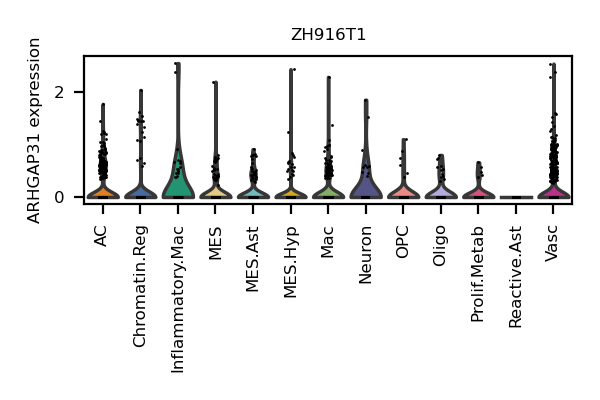 ZH916T1
ARHGAP31 expression
2
0
AC
Chromatin.Reg
Inflammatory.Mac
MES
MES.Ast
MES.Hyp
Mac
Neuron
OPC
Oligo
Prolif.Metab
Reactive.Ast
Vasc